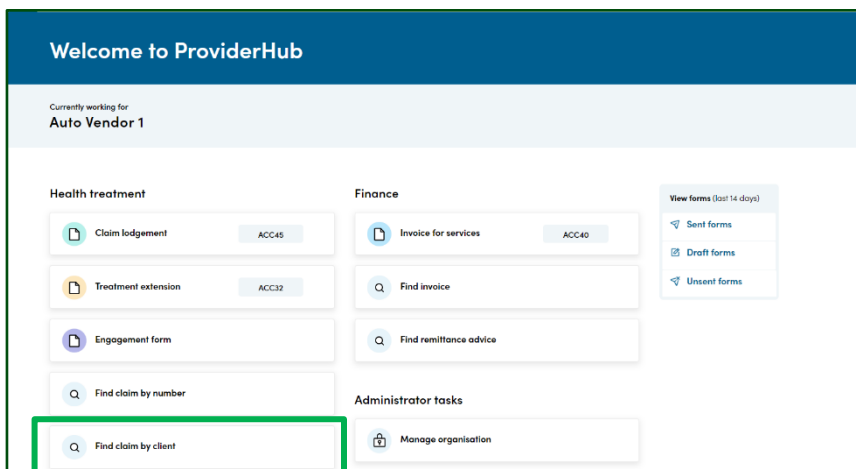 Welcome to ProviderHub
Currently working for
Auto Vendor 1
Health treatment
Claim lodgement ACC45
Treatment extension ACC32
Engagement form
Find claim by number
Find claim by client
Finance
Invoice for services ACC40
Find invoice
Find remittance advice
Administrator tasks
Manage organisation
View forms (last 14 days)
Sent forms
Draft forms
Unsent forms